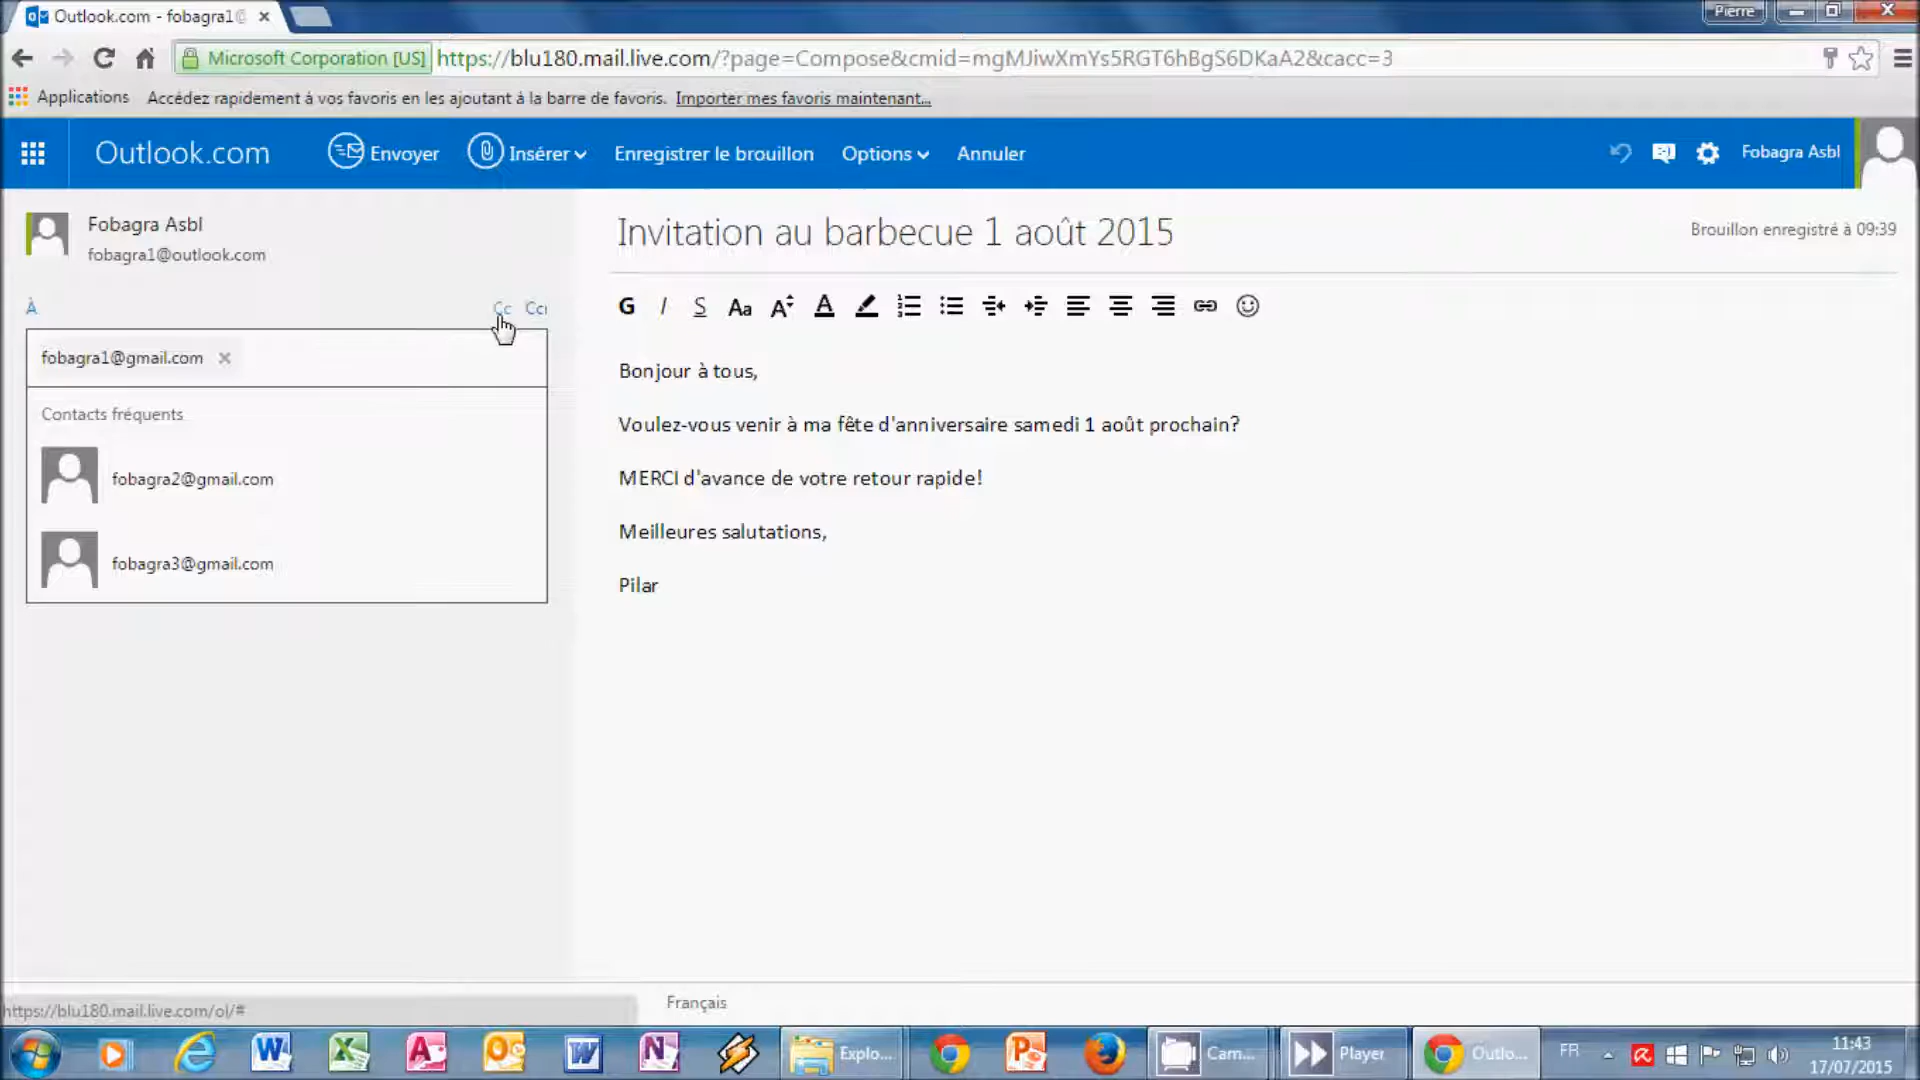 Outlook.com - fobagra1@
Pierre
Microsoft Corporation [US] https://blu180.mail.live.com/?page=Compose&cmid=mgMJiwXmYs5RGT6hBgS6DKaA2&cacc=3
Applications Accédez rapidement à vos favoris en les ajoutant à la barre de favoris. Importer mes favoris maintenant...
Outlook.com Envoyer Insérer Enregistrer le brouillon Options Annuler Fobagra Asbl
Fobagra Asbl
fobagra1@outlook.com
Invitation au barbecue 1 août 2015
Brouillon enregistré à 09:39
À Cc Cci
G I S Aa A A
fobagra1@gmail.com
Contacts fréquents
fobagra2@gmail.com
fobagra3@gmail.com
Bonjour à tous,
Voulez-vous venir à ma fête d'anniversaire samedi 1 août prochain?
MERCI d'avance de votre retour rapide!
Meilleures salutations,
Pilar
https://blu180.mail.live.com/ol/#
Français
Explo... Cam... Player Outlo... FR
11:43
17/07/2015